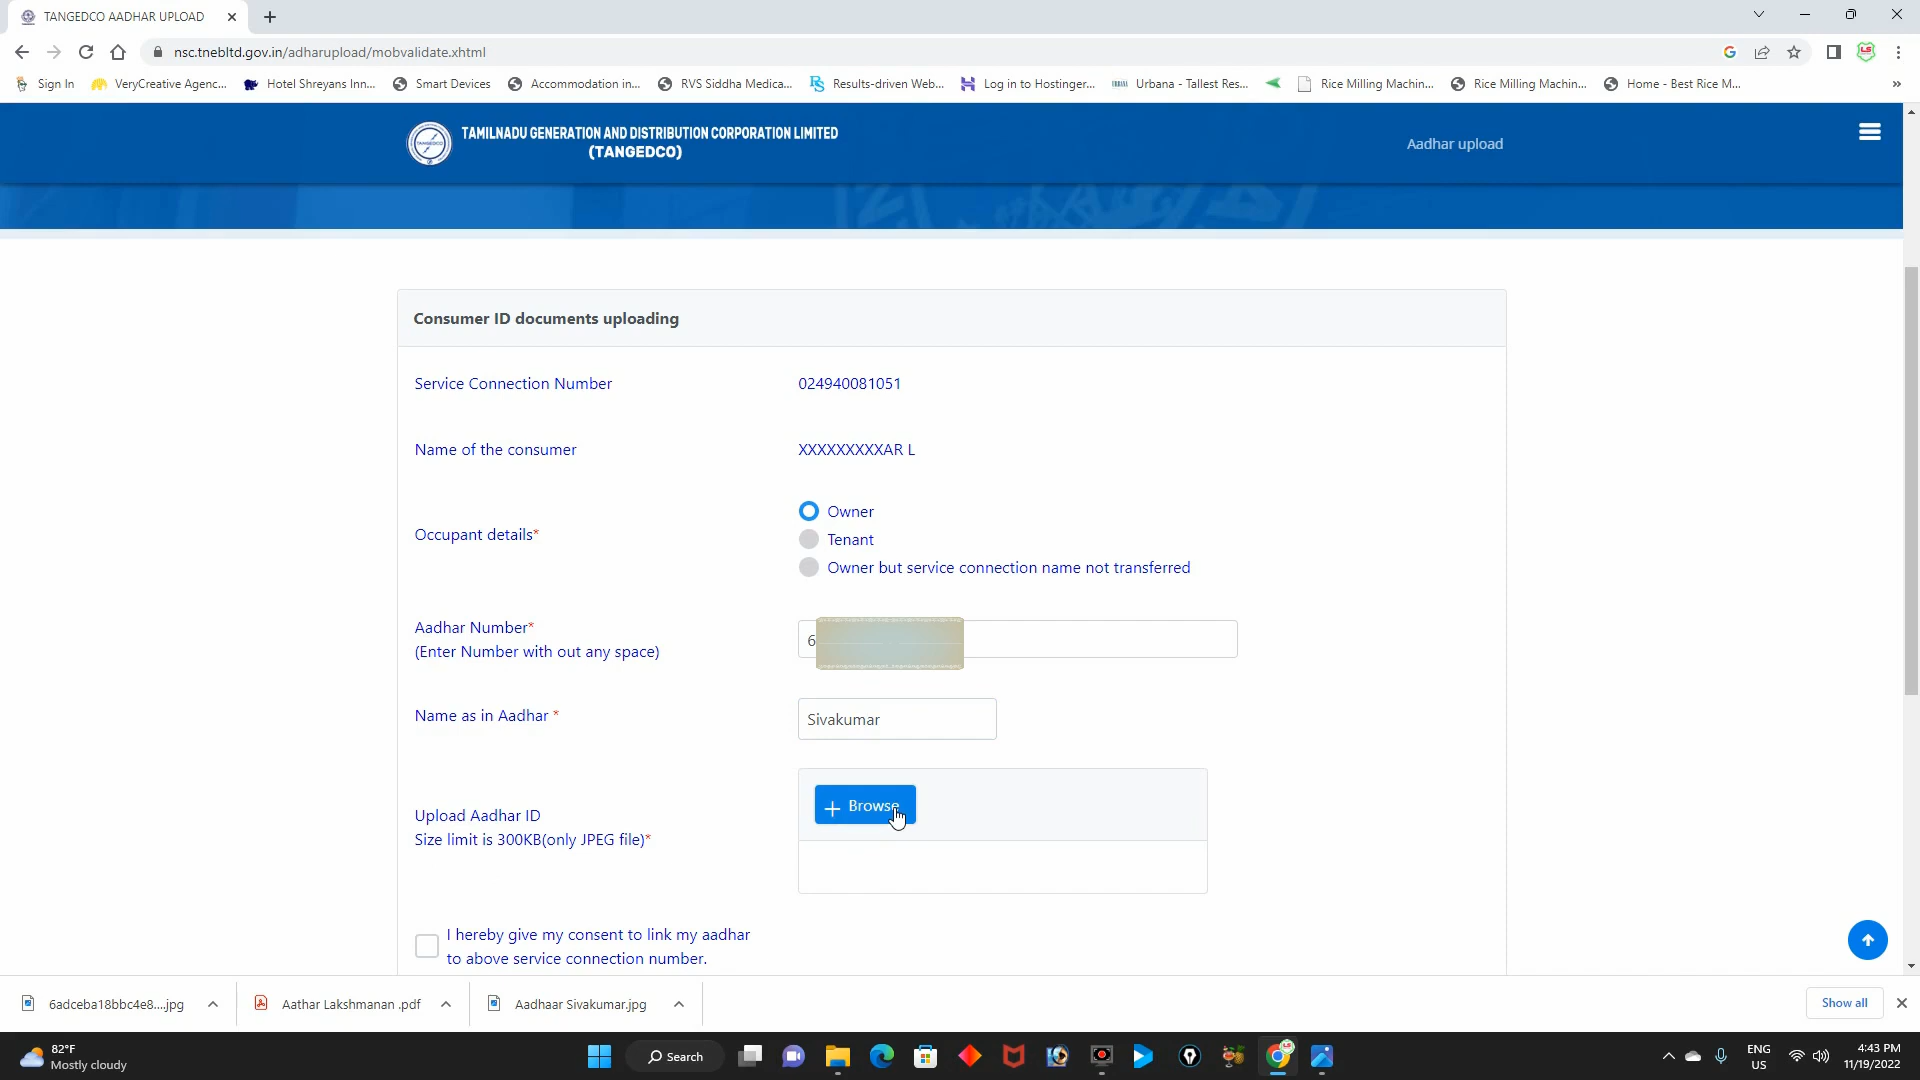 TANGEDCO AADHAR UPLOAD
nsc.tnebltd.gov.in/adharupload/mobvalidate.xhtml
Sign In
VeryCreative Agenc...
Hotel Shreyans Inn...
Smart Devices
Accommodation in...
RVS Siddha Medica...
Results-driven Web...
Log in to Hostinger...
Urbana - Tallest Res...
Rice Milling Machin...
Rice Milling Machin...
Home - Best Rice M...
TAMILNADU GENERATION AND DISTRIBUTION CORPORATION LIMITED
(TANGEDCO)
Aadhar upload
Consumer ID documents uploading
Service Connection Number 024940081051
Name of the consumer XXXXXXXXXAR L
Occupant details*
Owner
Tenant
Owner but service connection name not transferred
Aadhar Number*
(Enter Number with out any space)
6
Name as in Aadhar *
Sivakumar
Upload Aadhar ID
Size limit is 300KB(only JPEG file)*
Browse
I hereby give my consent to link my aadhar
to above service connection number.
6adceba18bbc4e8....jpg
Aathar Lakshmanan .pdf
Aadhaar Sivakumar.jpg
Show all
82°F
Mostly cloudy
Search
ENG
US
4:43 PM
11/19/2022